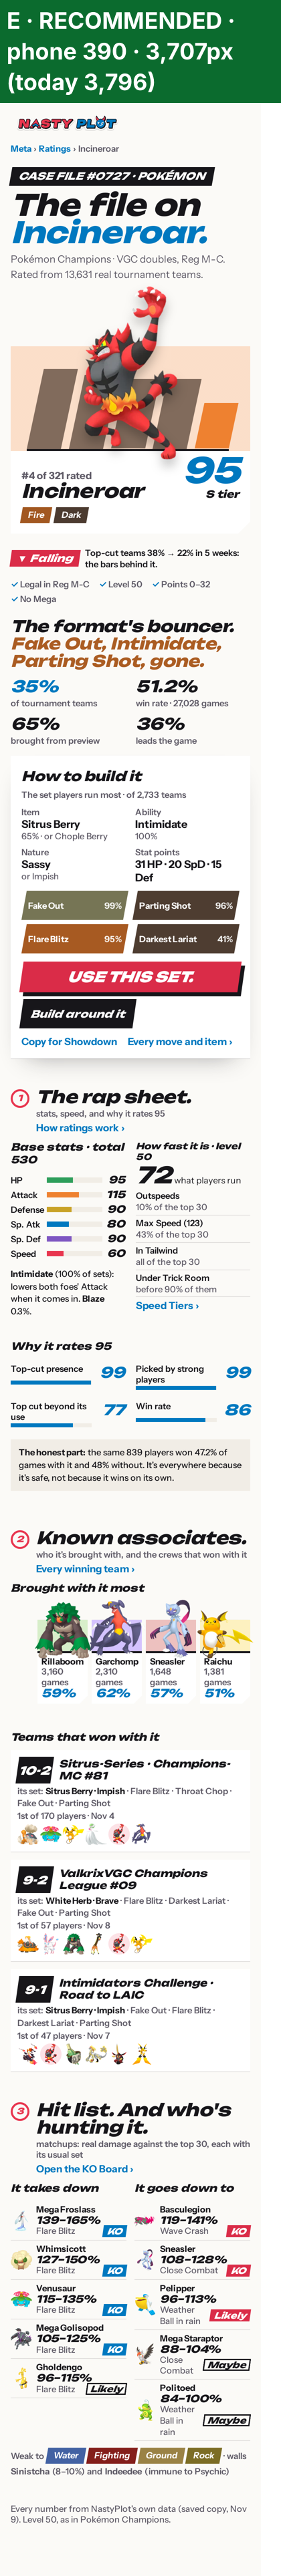 E · RECOMMENDED ·
phone 390 · 3,707px
(today 3,796)
NASTY PLOT
Meta › Ratings › Incineroar
CASE FILE #0727 · POKÉMON
The file on
Incineroar.
Pokémon Champions · VGC doubles, Reg M-C.
Rated from 13,631 real tournament teams.
#4 of 321 rated
Incineroar
95
S tier
Fire Dark
▼ Falling
Top-cut teams 38% → 22% in 5 weeks:
the bars behind it.
✓ Legal in Reg M-C ✓ Level 50 ✓ Points 0–32
✓ No Mega
The format's bouncer.
Fake Out, Intimidate,
Parting Shot, gone.
35%
of tournament teams
51.2%
win rate · 27,028 games
65%
brought from preview
36%
leads the game
How to build it
The set players run most · of 2,733 teams
Item
Sitrus Berry
65% · or Chople Berry
Ability
Intimidate
100%
Nature
Sassy
or Impish
Stat points
31 HP · 20 SpD · 15
Def
Fake Out 99%
Parting Shot 96%
Flare Blitz 95%
Darkest Lariat 41%
USE THIS SET.
Build around it
Copy for Showdown Every move and item ›
1 The rap sheet.
stats, speed, and why it rates 95
How ratings work ›
Base stats · total
530
HP 95
Attack 115
Defense 90
Sp. Atk 80
Sp. Def 90
Speed 60
Intimidate (100% of sets):
lowers both foes' Attack
when it comes in. Blaze
0.3%.
How fast it is · level
50
72 what players run
Outspeeds
10% of the top 30
Max Speed (123)
43% of the top 30
In Tailwind
all of the top 30
Under Trick Room
before 90% of them
Speed Tiers ›
Why it rates 95
Top-cut presence 99
Picked by strong
players 99
Top cut beyond its
use 77
Win rate 86
The honest part: the same 839 players won 47.2% of
games with it and 48% without. It's everywhere because
it's safe, not because it wins on its own.
2 Known associates.
who it's brought with, and the crews that won with it
Every winning team ›
Brought with it most
Rillaboom
3,160
games
59%
Garchomp
2,310
games
62%
Sneasler
1,648
games
57%
Raichu
1,381
games
51%
Teams that won with it
10-2 Sitrus-Series · Champions-
MC #81
its set: Sitrus Berry · Impish · Flare Blitz · Throat Chop ·
Fake Out · Parting Shot
1st of 170 players · Nov 4
9-2 ValkrixVGC Champions
League #09
its set: White Herb · Brave · Flare Blitz · Darkest Lariat ·
Fake Out · Parting Shot
1st of 57 players · Nov 8
9-1 Intimidators Challenge ·
Road to LAIC
its set: Sitrus Berry · Impish · Fake Out · Flare Blitz ·
Darkest Lariat · Parting Shot
1st of 47 players · Nov 7
3 Hit list. And who's
hunting it.
matchups: real damage against the top 30, each with
its usual set
Open the KO Board ›
It takes down
Mega Froslass
139–165%
Flare Blitz KO
Whimsicott
127–150%
Flare Blitz KO
Venusaur
115–135%
Flare Blitz KO
Mega Golisopod
105–125%
Flare Blitz KO
Gholdengo
96–115%
Flare Blitz Likely
It goes down to
Basculegion
119–141%
Wave Crash KO
Sneasler
108–128%
Close Combat KO
Pelipper
96–113%
Weather
Ball in rain Likely
Mega Staraptor
88–104%
Close
Combat Maybe
Politoed
84–100%
Weather
Ball in
rain Maybe
Weak to Water Fighting Ground Rock · walls
Sinistcha (8–10%) and Indeedee (immune to Psychic)
Every number from NastyPlot's own data (saved copy, Nov
9). Level 50, as in Pokémon Champions.